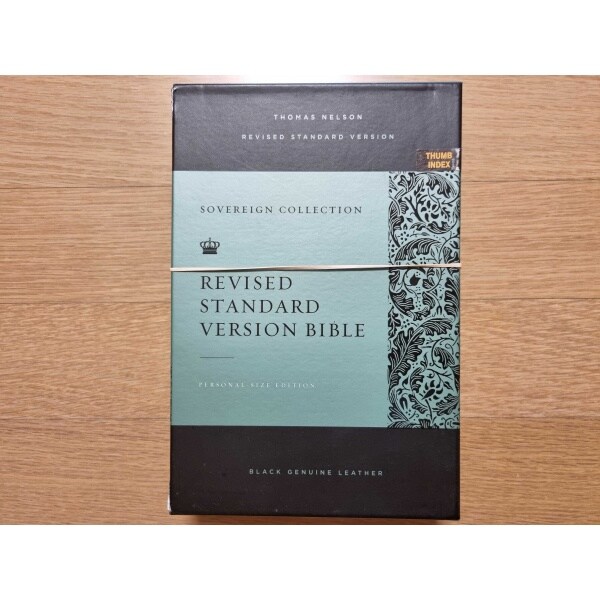 THOMAS NELSON
REVISED STANDARD VERSION
THUMB
INDEX
SOVEREIGN COLLECTION
REVISED
STANDARD
VERSION BIBLE
PERSONAL SIZE EDITION
BLACK GENUINE LEATHER